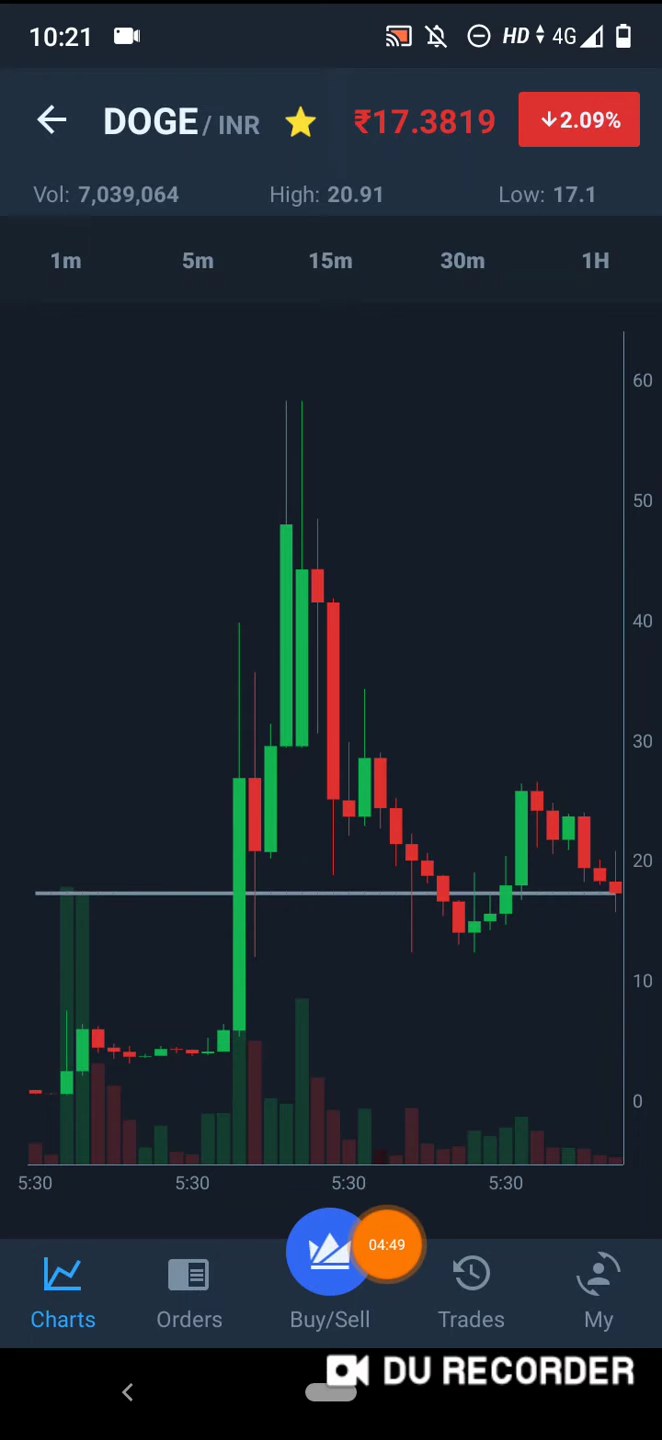 10:21 HD 4G
DOGE / INR ₹17.3819 ↓2.09%
Vol: 7,039,064 High: 20.91 Low: 17.1
1m 5m 15m 30m 1H
60
50
40
30
20
10
0
5:30 5:30 5:30 5:30
04:49
Charts Orders Buy/Sell Trades My
DU RECORDER